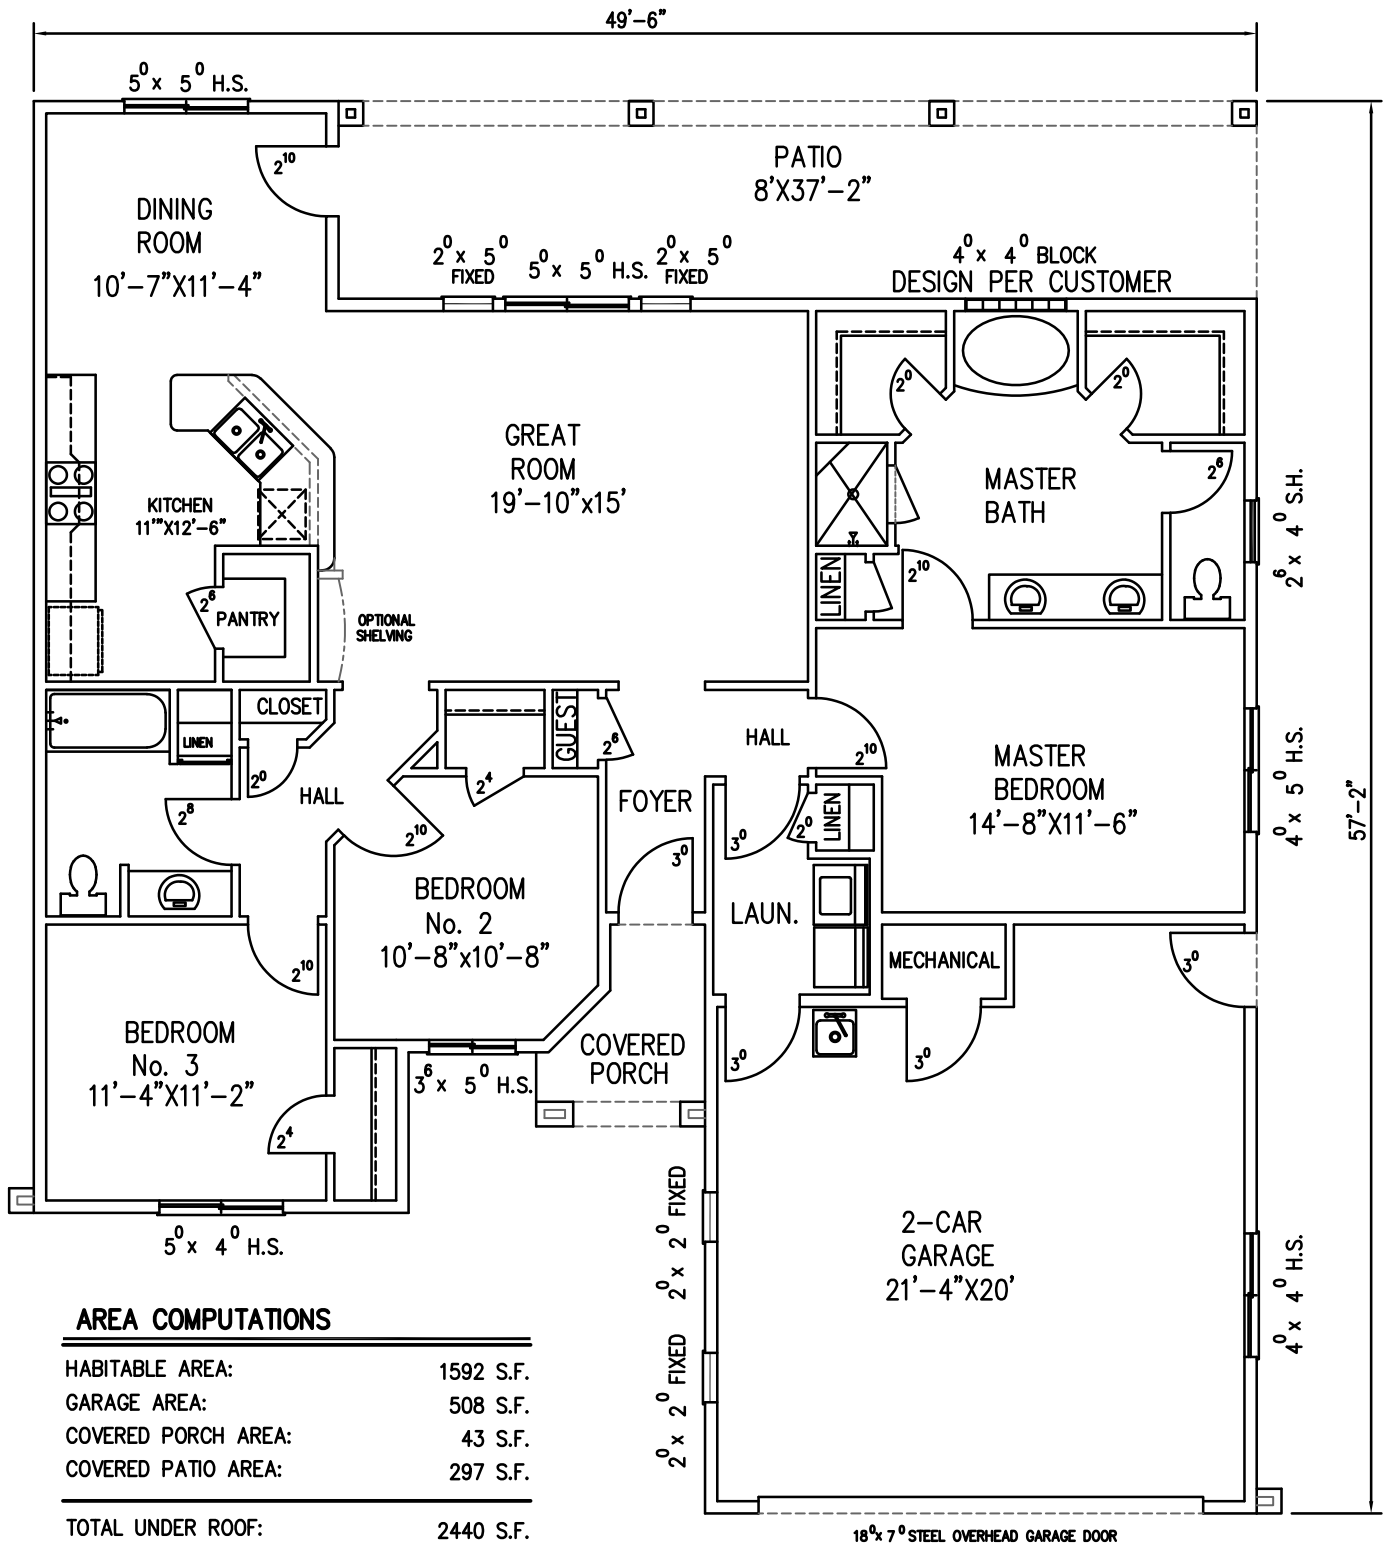 49'-6"
5⁰ x 5⁰ H.S.
2¹⁰
PATIO
8'X37'-2"
DINING
ROOM
10'-7"X11'-4"
2⁰ x 5⁰
FIXED
5⁰ x 5⁰ H.S.
2⁰ x 5⁰
FIXED
4⁰ x 4⁰ BLOCK
DESIGN PER CUSTOMER
2⁰
2⁰
GREAT
ROOM
19'-10"x15'
MASTER
BATH
2⁶
2⁶ x 4⁰ S.H.
KITCHEN
11'"X12'-6"
LINEN
2¹⁰
2⁶
PANTRY
OPTIONAL
SHELVING
CLOSET
LINEN
2⁰
GUEST
2⁶
HALL
2¹⁰
MASTER
BEDROOM
14'-8"X11'-6"
4⁰ x 5⁰ H.S.
57'-2"
HALL
2⁸
2⁴
2¹⁰
FOYER
3⁰
3⁰
2⁰
LINEN
BEDROOM
No. 2
10'-8"x10'-8"
LAUN.
MECHANICAL
3⁰
2¹⁰
BEDROOM
No. 3
11'-4"X11'-2"
2⁴
3⁶ x 5⁰ H.S.
COVERED
PORCH
3⁰
3⁰
5⁰ x 4⁰ H.S.
2⁰ x 2⁰ FIXED
2-CAR
GARAGE
21'-4"X20'
4⁰ x 4⁰ H.S.
2⁰ x 2⁰ FIXED
AREA COMPUTATIONS
HABITABLE AREA: 1592 S.F.
GARAGE AREA: 508 S.F.
COVERED PORCH AREA: 43 S.F.
COVERED PATIO AREA: 297 S.F.
TOTAL UNDER ROOF: 2440 S.F.
18⁰x 7⁰ STEEL OVERHEAD GARAGE DOOR